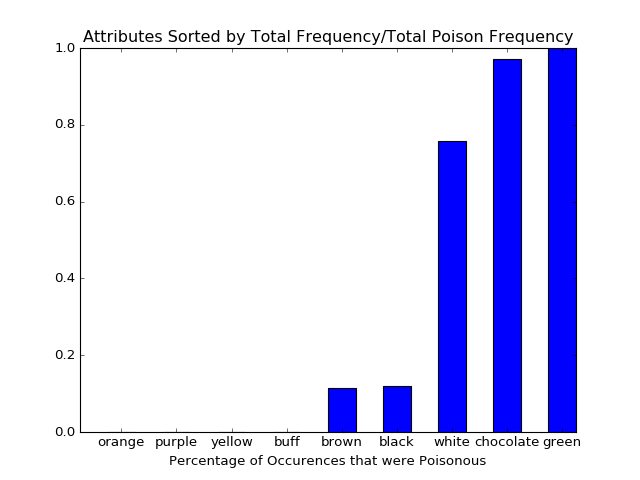 Attributes Sorted by Total Frequency/Total Poison Frequency
1.0
0.8
0.6
0.4
0.2
0.0
orange purple yellow buff brown black white chocolate green
Percentage of Occurences that were Poisonous